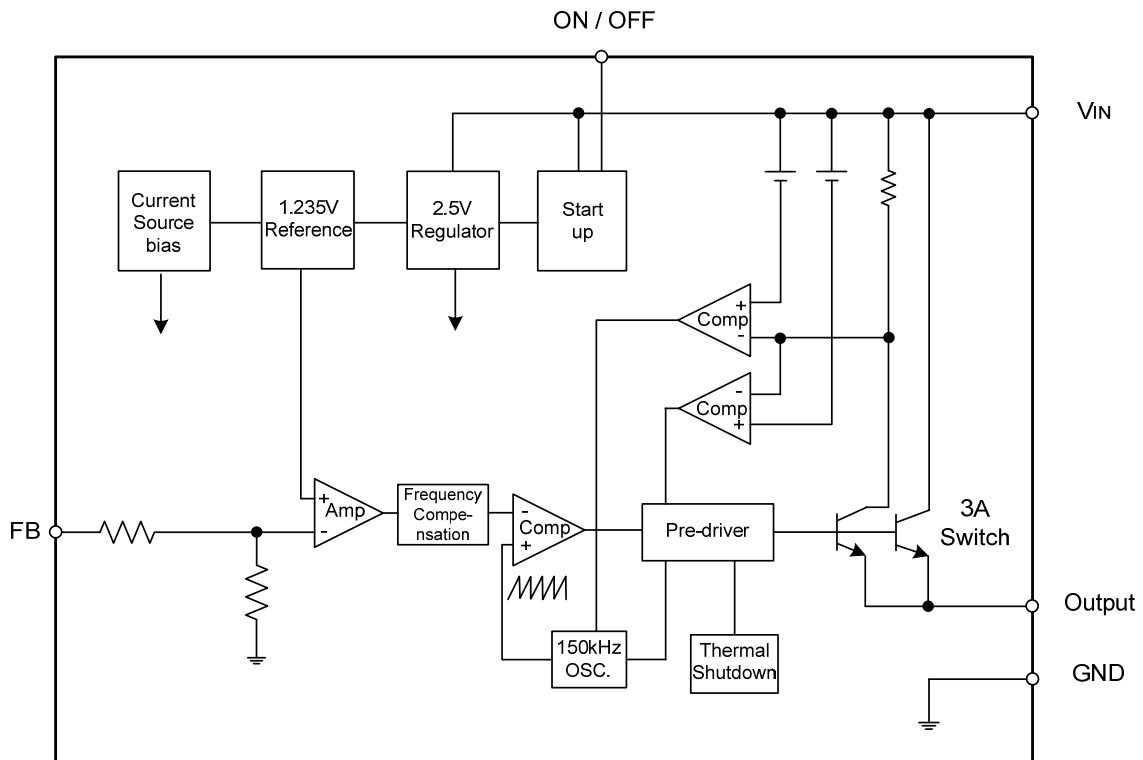 ON / OFF
VIN
Current
Source
bias
1.235V
Reference
2.5V
Regulator
Start
up
+
Comp
-
-
Comp
+
FB
+
Amp
-
Frequency
Compe-
nsation
-
Comp
+
Pre-driver
3A
Switch
Output
150kHz
OSC.
Thermal
Shutdown
GND